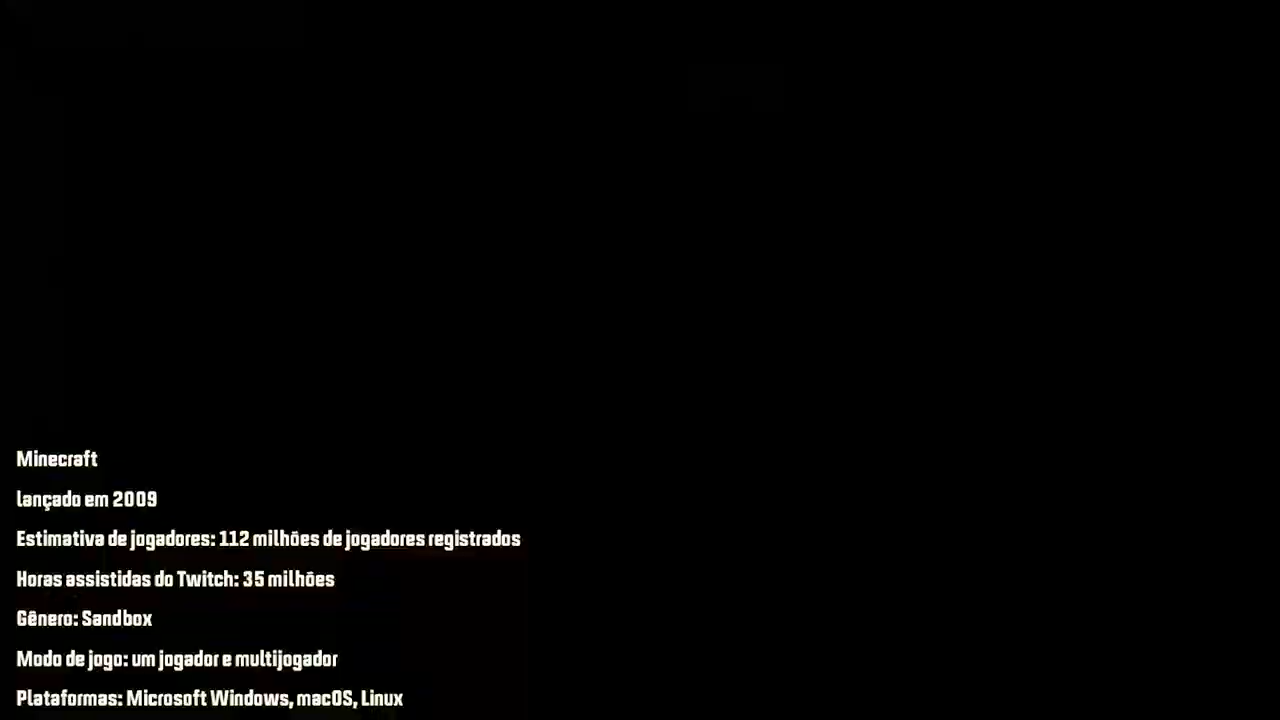 Minecraft
lançado em 2009
Estimativa de jogadores: 112 milhões de jogadores registrados
Horas assistidas do Twitch: 35 milhões
Gênero: Sandbox
Modo de jogo: um jogador e multijogador
Plataformas: Microsoft Windows, macOS, Linux